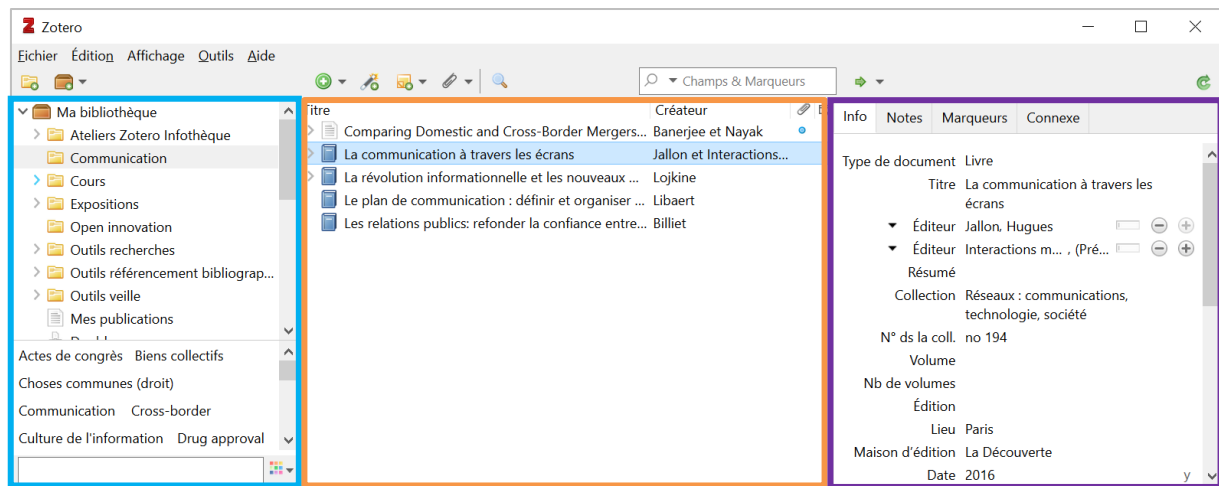 Zotero
Fichier Édition Affichage Outils Aide
Champs & Marqueurs
Ma bibliothèque
Ateliers Zotero Infothèque
Communication
Cours
Expositions
Open innovation
Outils recherches
Outils référencement bibliograp...
Outils veille
Mes publications
Actes de congrès Biens collectifs
Choses communes (droit)
Communication Cross-border
Culture de l'information Drug approval
Titre Créateur
Comparing Domestic and Cross-Border Mergers... Banerjee et Nayak
La communication à travers les écrans Jallon et Interactions...
La révolution informationnelle et les nouveaux ... Lojkine
Le plan de communication : définir et organiser ... Libaert
Les relations publics: refonder la confiance entre... Billiet
Info Notes Marqueurs Connexe
Type de document Livre
Titre La communication à travers les
écrans
Éditeur Jallon, Hugues
Éditeur Interactions m... , (Pré...
Résumé
Collection Réseaux : communications,
technologie, société
N° ds la coll. no 194
Volume
Nb de volumes
Édition
Lieu Paris
Maison d'édition La Découverte
Date 2016 y